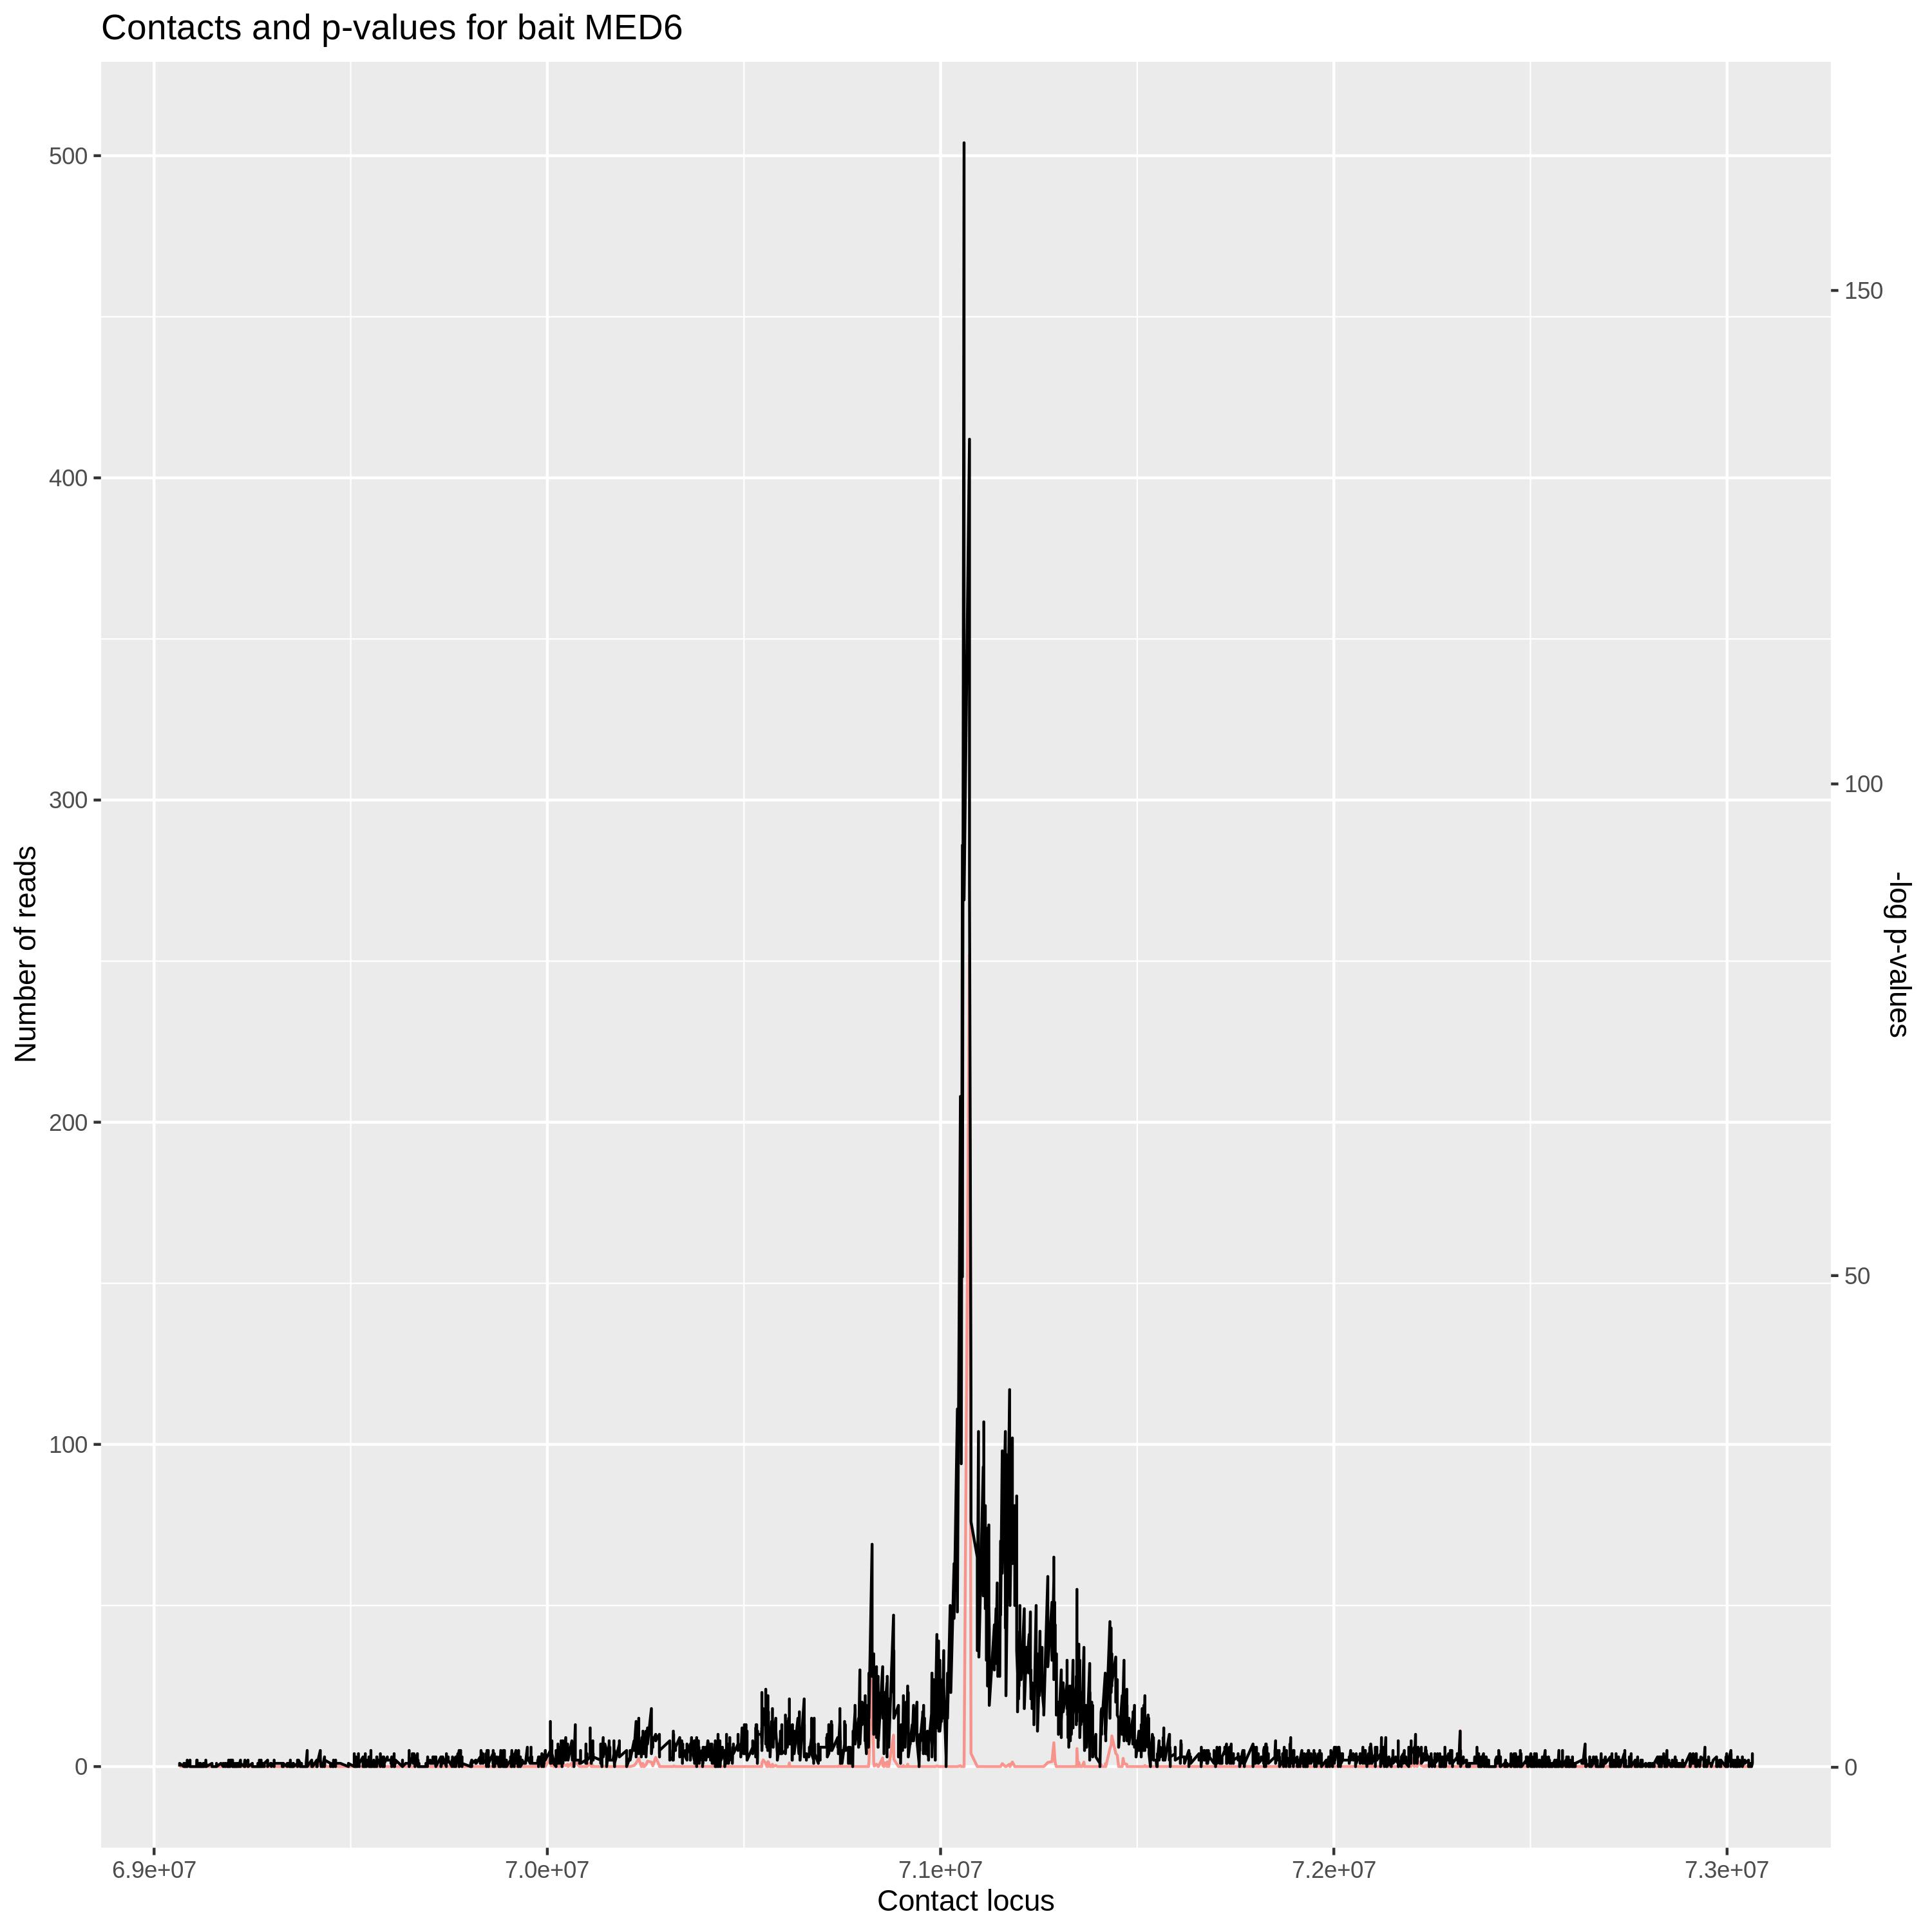 Contacts and p-values for bait MED6
500
400
300
200
100
0
Number of reads
150
100
50
0
-log p-values
6.9e+07
7.0e+07
7.1e+07
7.2e+07
7.3e+07
Contact locus